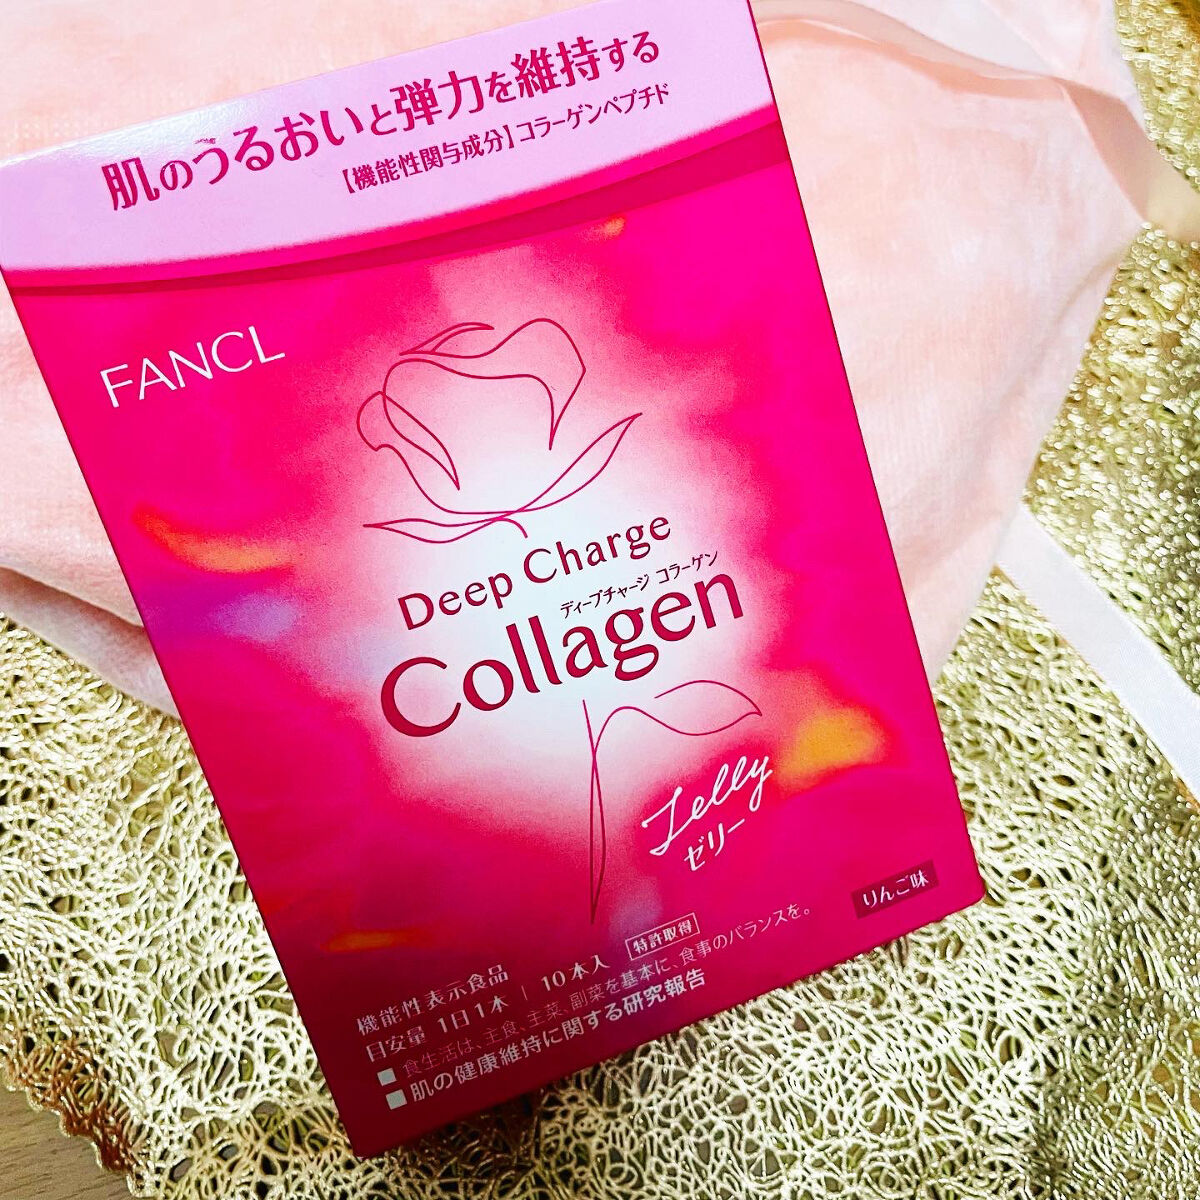 肌のうるおいと弾力を維持する
【機能性関与成分】コラーゲンペプチド
FANCL
Deep Charge
ディープチャージ コラーゲン
Collagen
Jelly
ゼリー
りんご味
機能性表示食品
目安量 1日1本 | 10本入 特許取得
■ 食生活は、主食、主菜、副菜を基本に、食事のバランスを。
■ 肌の健康維持に関する研究報告